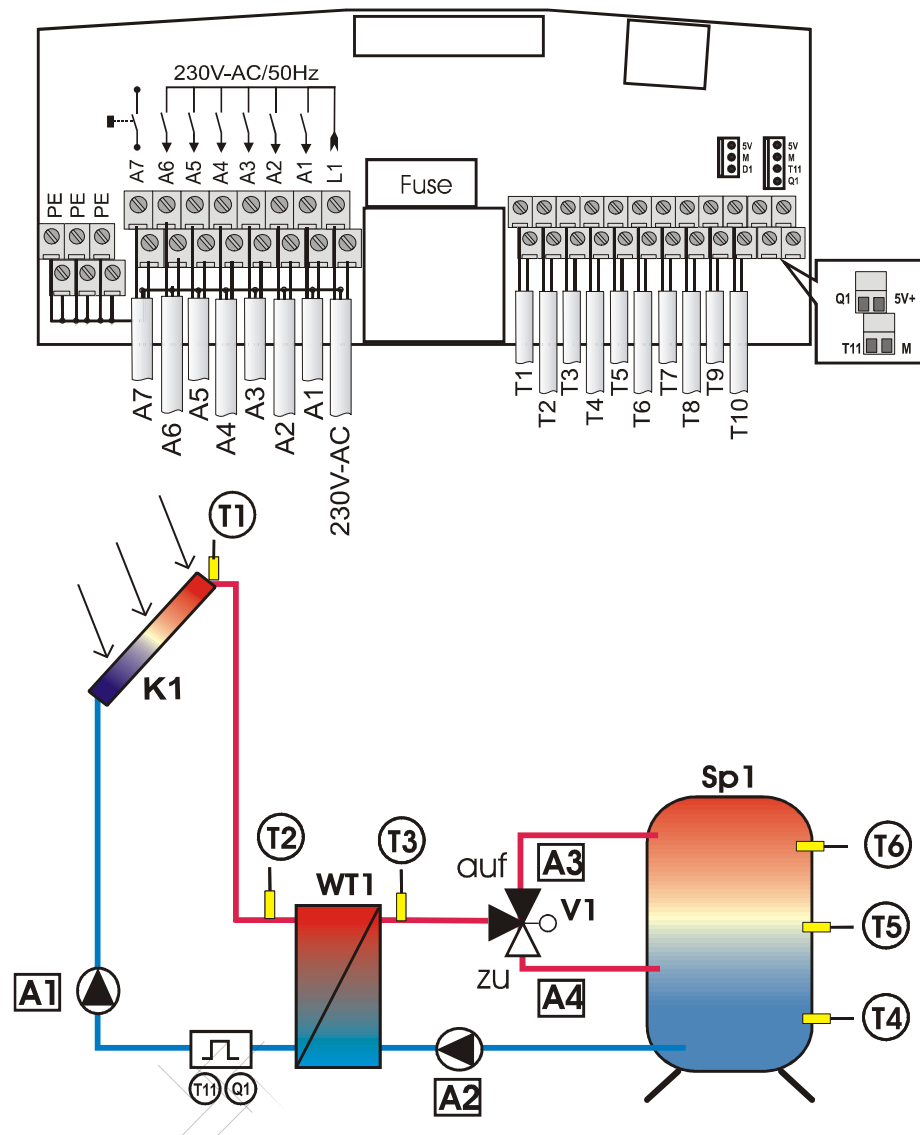 230V-AC/50Hz
A7 A6 A5 A4 A3 A2 A1 L1
PE PE PE
Fuse
5V
M
D1
5V
M
T11
Q1
Q1 5V+
T11 M
A7 A6 A5 A4 A3 A2 A1 230V-AC
T1 T2 T3 T4 T5 T6 T7 T8 T9 T10
T1
K1
Sp1
T2 T3
auf A3
T6
WT1
V1
T5
zu
A4
A1
T4
T11 Q1
A2